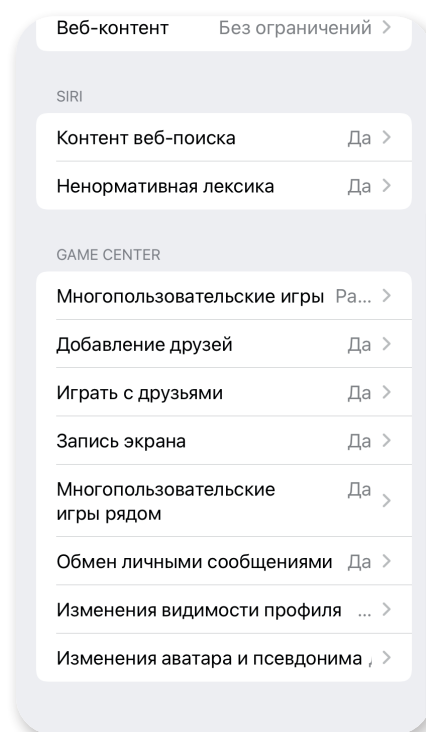 Веб-контент Без ограничений
SIRI
Контент веб-поиска Да
Ненормативная лексика Да
GAME CENTER
Многопользовательские игры Ра...
Добавление друзей Да
Играть с друзьями Да
Запись экрана Да
Многопользовательские Да
игры рядом
Обмен личными сообщениями Да
Изменения видимости профиля ...
Изменения аватара и псевдонима